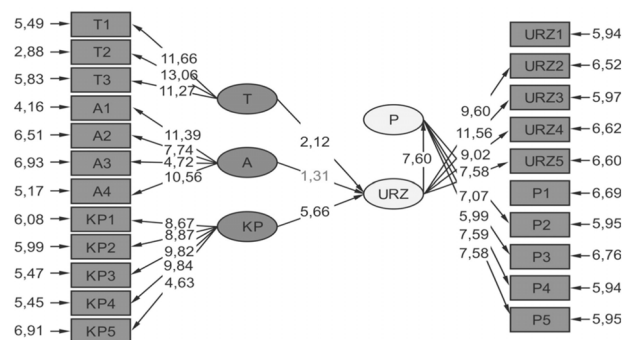 5,49 T1
2,88 T2
5,83 T3
4,16 A1
6,51 A2
6,93 A3
5,17 A4
6,08 KP1
5,99 KP2
5,47 KP3
5,45 KP4
6,91 KP5
11,66
13,06
11,27
11,39
7,74
4,72
10,56
8,67
8,87
9,82
9,84
4,63
T
A
KP
2,12
1,31
5,66
P
7,60
URZ
9,60
11,56
9,02
7,58
7,07
5,99
7,59
7,58
URZ1 5,94
URZ2 6,52
URZ3 5,97
URZ4 6,62
URZ5 6,60
P1 6,69
P2 5,95
P3 6,76
P4 5,94
P5 5,95